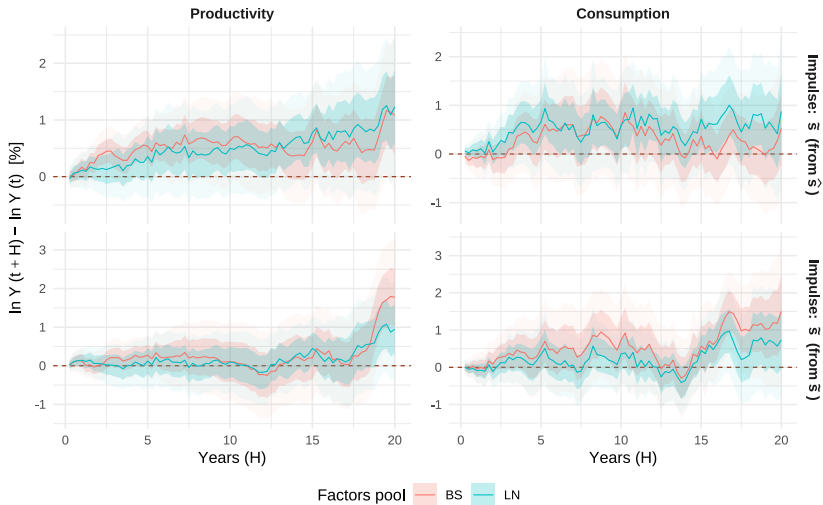 Productivity Consumption
ln Y (t + H) − ln Y (t) [%]
2
1
0
2
1
0
-1
Impulse: s̃ (from ŝ)
3
2
1
0
-1
3
2
1
0
-1
Impulse: s̃ (from s̄)
0 5 10 15 20 0 5 10 15 20
Years (H) Years (H)
Factors pool BS LN